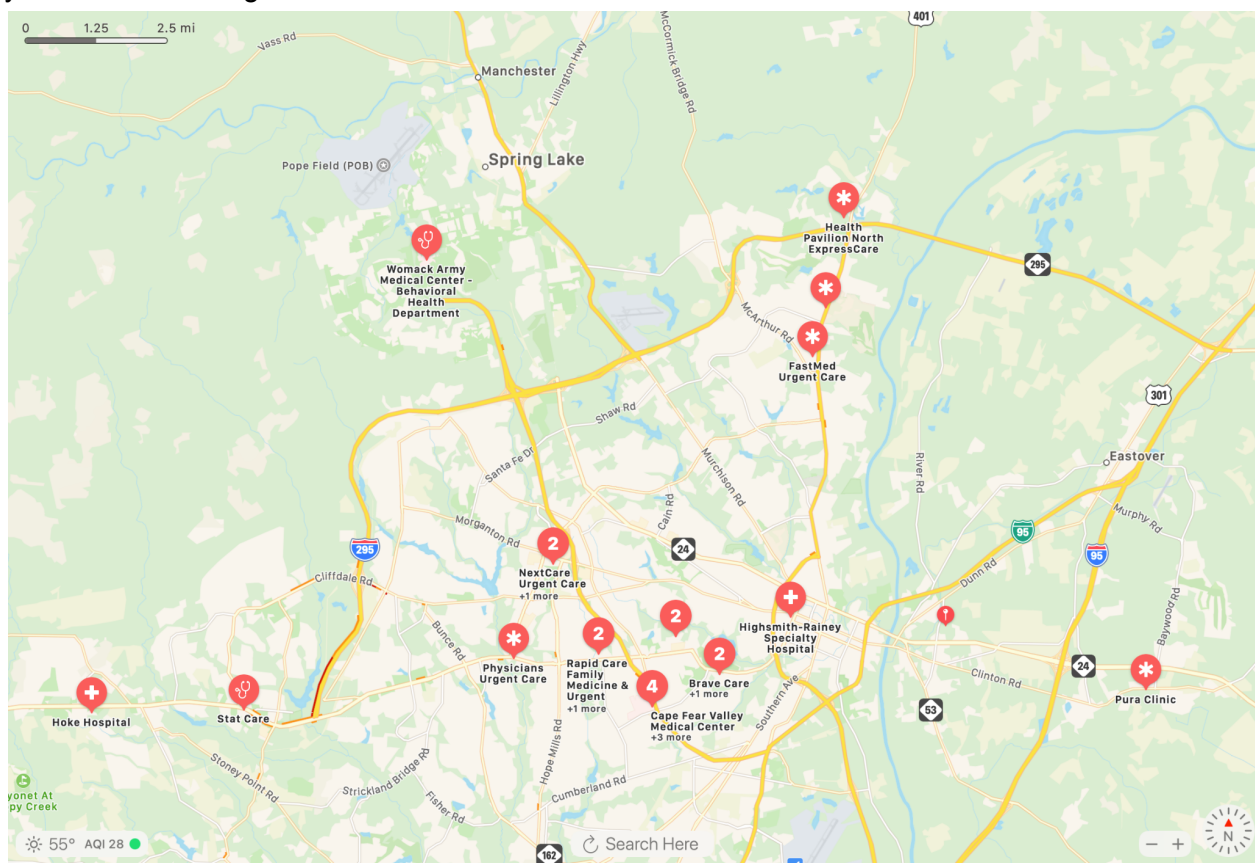 0 1.25 2.5 mi
401
Vass Rd
Manchester
Lillington Hwy
McCormick Bridge Rd
Pope Field (POB)
Spring Lake
Health
Pavilion North
ExpressCare
Womack Army
Medical Center -
Behavioral
Health
Department
295
McArthur Rd
FastMed
Urgent Care
301
Shaw Rd
Eastover
Santa Fe Dr
Murchison Rd
River Rd
Cain Rd
Murphy Rd
Morganton Rd
95
24
2
295
95
NextCare
Urgent Care
+1 more
Cliffdale Rd
Dunn Rd
Baywood Rd
2
Highsmith-Rainey
Specialty
Hospital
Bunce Rd
2
Physicians
Urgent Care
Rapid Care
Family
Medicine &
Urgent
+1 more
2
Brave Care
+1 more
24
Clinton Rd
Pura Clinic
4
Cape Fear Valley
Medical Center
+3 more
Southern Ave
53
Hoke Hospital
Stat Care
Hope Mills Rd
Stoney Point Rd
Strickland Bridge Rd
Cumberland Rd
Fisher Rd
yonet At
ppy Creek
55° AQI 28
162
Search Here
N